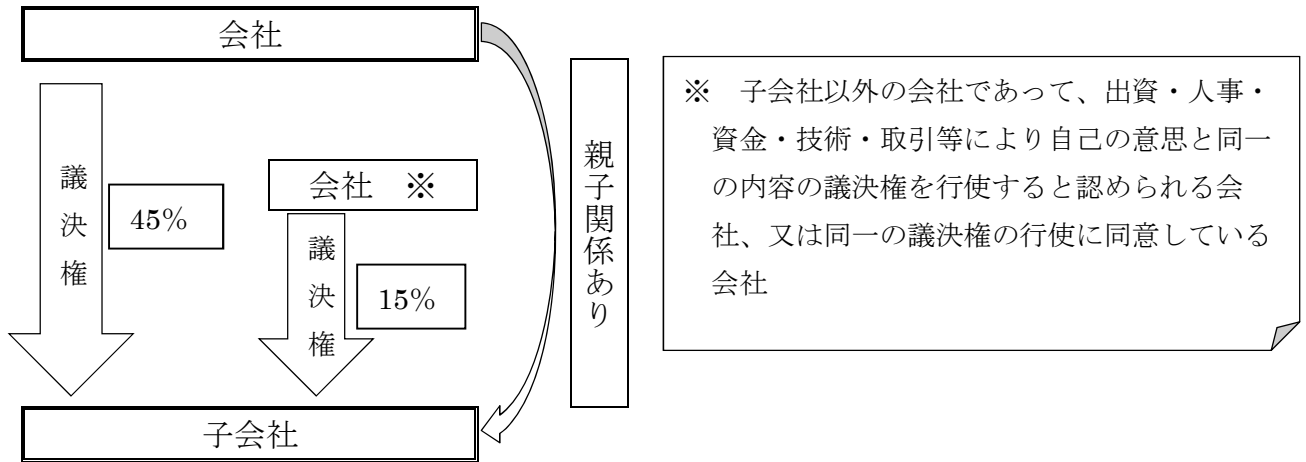 会社
議決権
45%
会社　※
議決権
15%
子会社
親子関係あり
※　子会社以外の会社であって、出資・人事・
資金・技術・取引等により自己の意思と同一
の内容の議決権を行使すると認められる会
社、又は同一の議決権の行使に同意している
会社